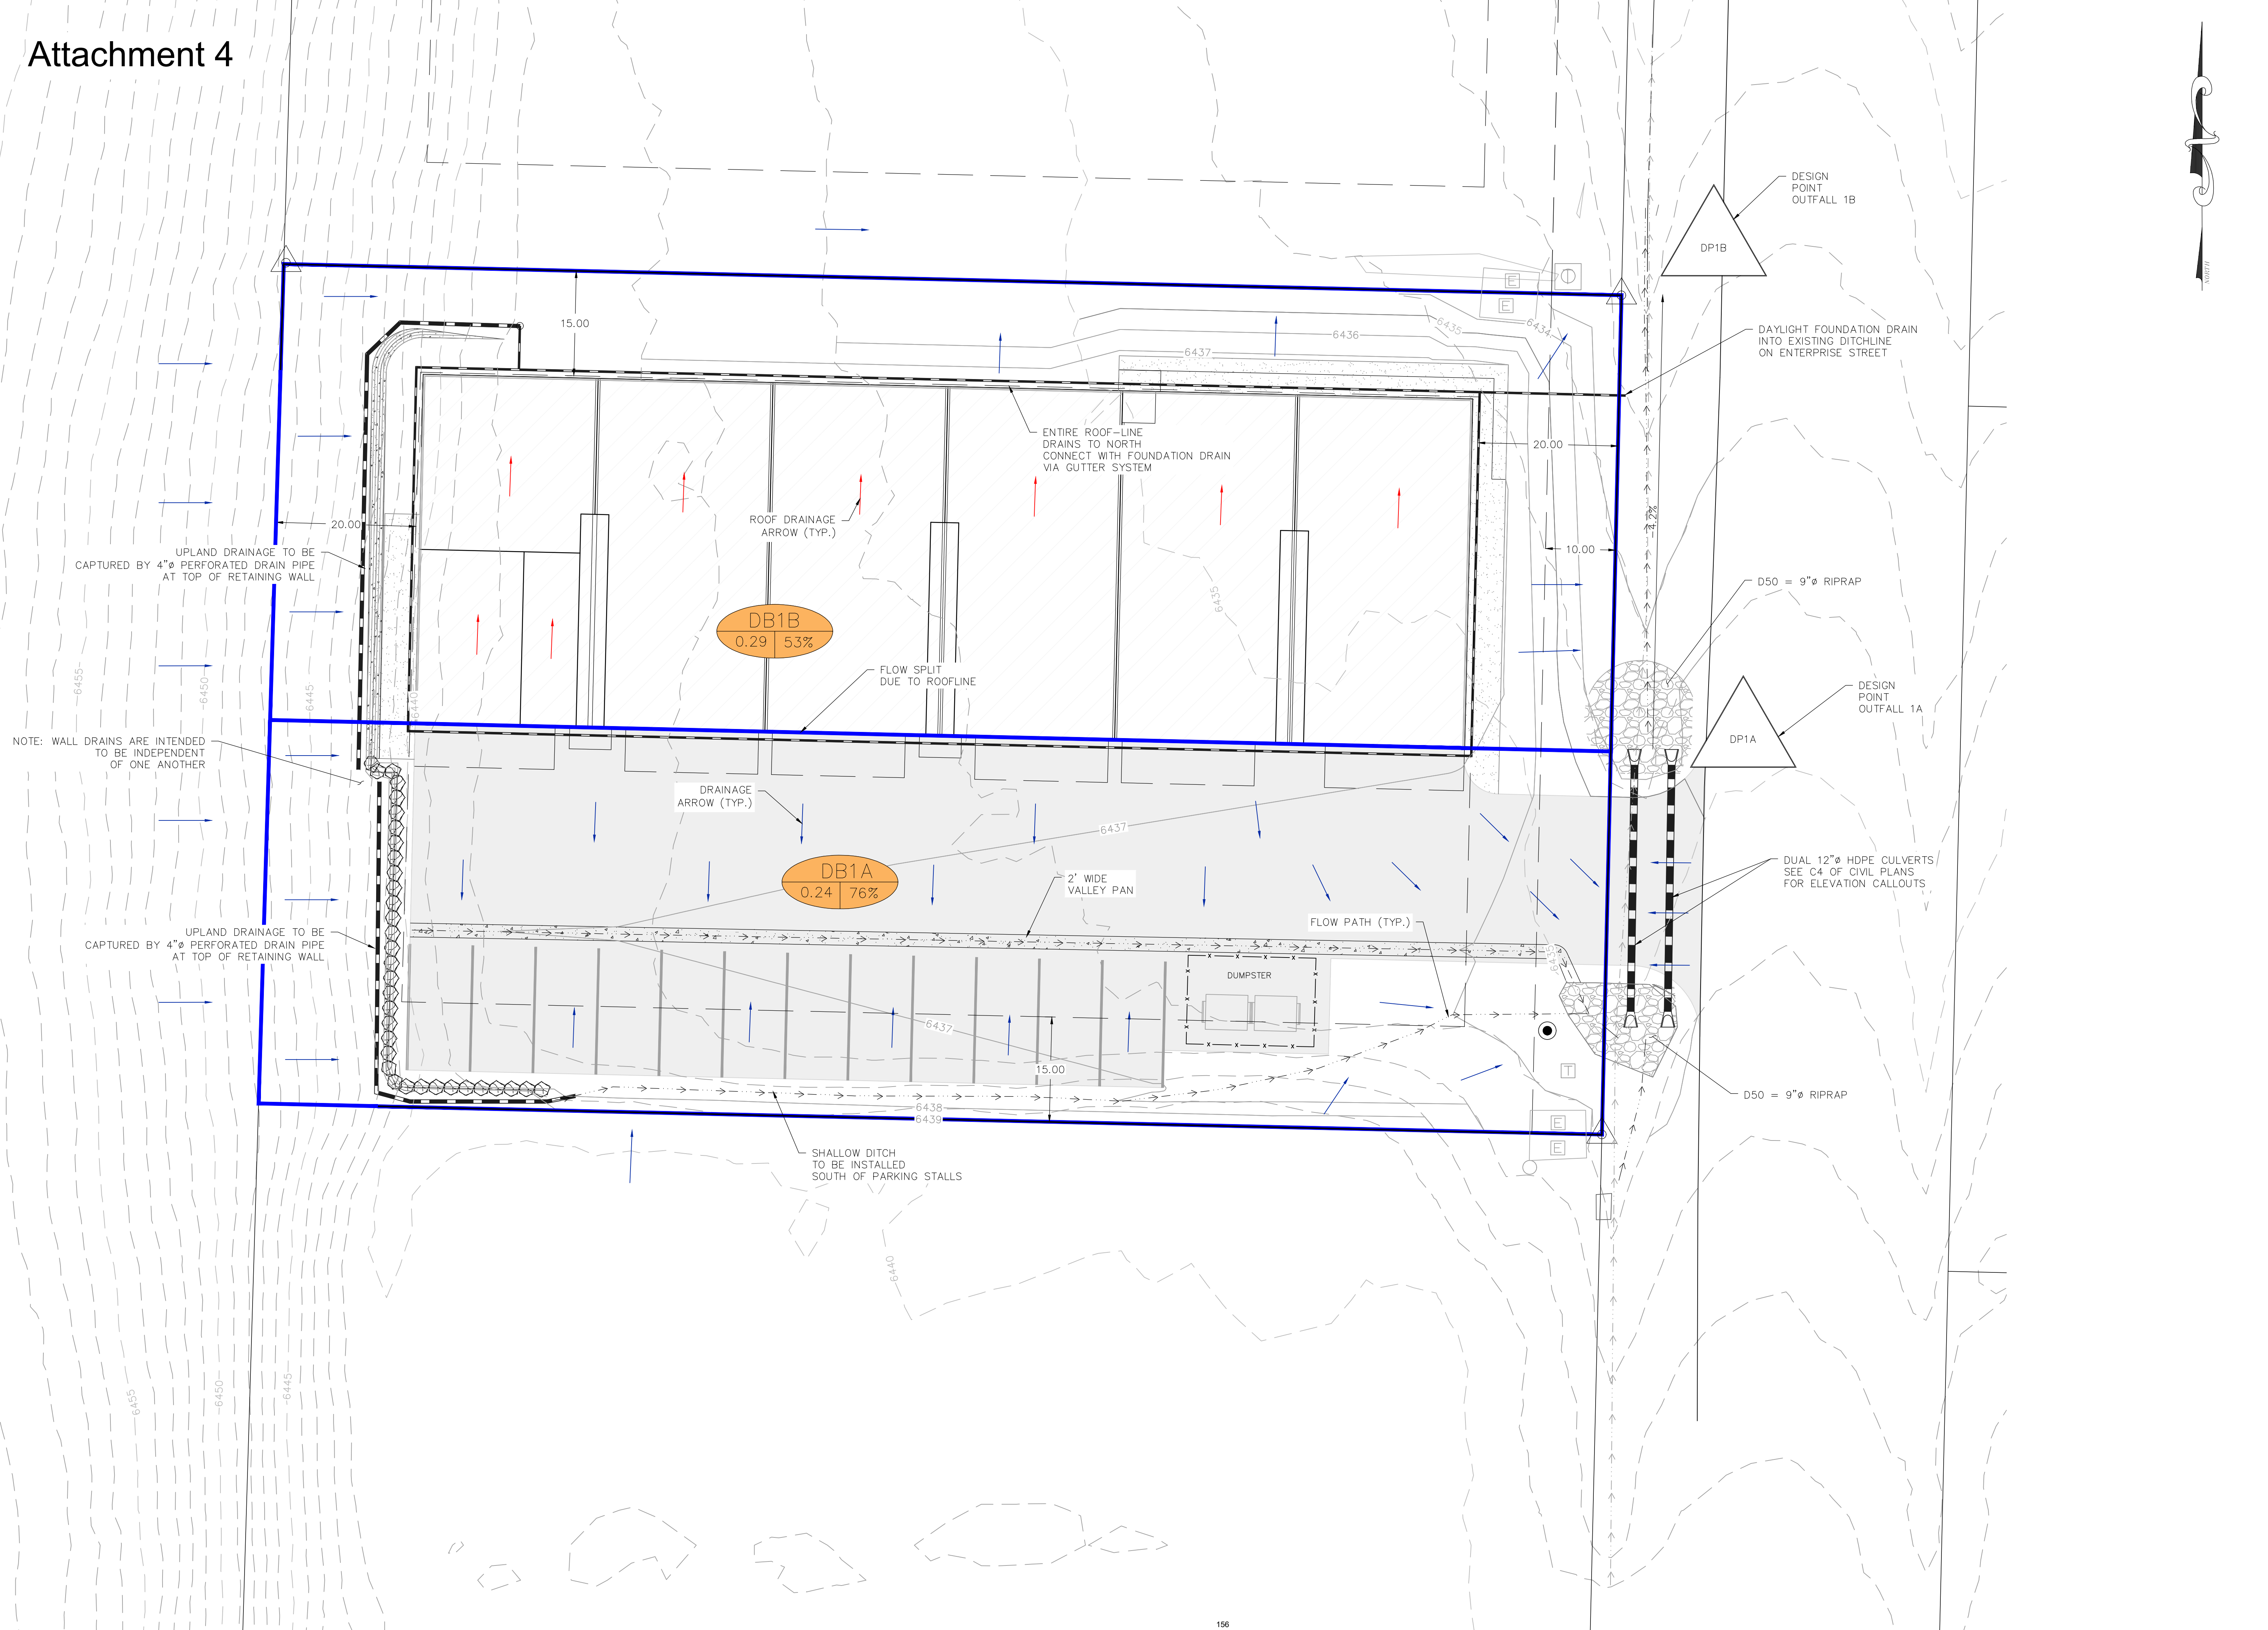 Attachment 4
NORTH
DESIGN
POINT
OUTFALL 1B
DP1B
DAYLIGHT FOUNDATION DRAIN
INTO EXISTING DITCHLINE
ON ENTERPRISE STREET
15.00
6437
6436
6435
6434
E
E
T
ENTIRE ROOF-LINE
DRAINS TO NORTH
CONNECT WITH FOUNDATION DRAIN
VIA GUTTER SYSTEM
20.00
20.00
10.00
-4.2%
ROOF DRAINAGE
ARROW (TYP.)
UPLAND DRAINAGE TO BE
CAPTURED BY 4"ø PERFORATED DRAIN PIPE
AT TOP OF RETAINING WALL
D50 = 9"ø RIPRAP
6435
DB1B
0.29 53%
FLOW SPLIT
DUE TO ROOFLINE
6455
6450
6445
6440
DESIGN
POINT
OUTFALL 1A
DP1A
NOTE: WALL DRAINS ARE INTENDED
TO BE INDEPENDENT
OF ONE ANOTHER
DRAINAGE
ARROW (TYP.)
6437
DB1A
0.24 76%
2' WIDE
VALLEY PAN
DUAL 12"ø HDPE CULVERTS
SEE C4 OF CIVIL PLANS
FOR ELEVATION CALLOUTS
FLOW PATH (TYP.)
UPLAND DRAINAGE TO BE
CAPTURED BY 4"ø PERFORATED DRAIN PIPE
AT TOP OF RETAINING WALL
6435
DUMPSTER
6437
15.00
T
D50 = 9"ø RIPRAP
6438
6439
E
E
SHALLOW DITCH
TO BE INSTALLED
SOUTH OF PARKING STALLS
6440
6455
6450
6445
156